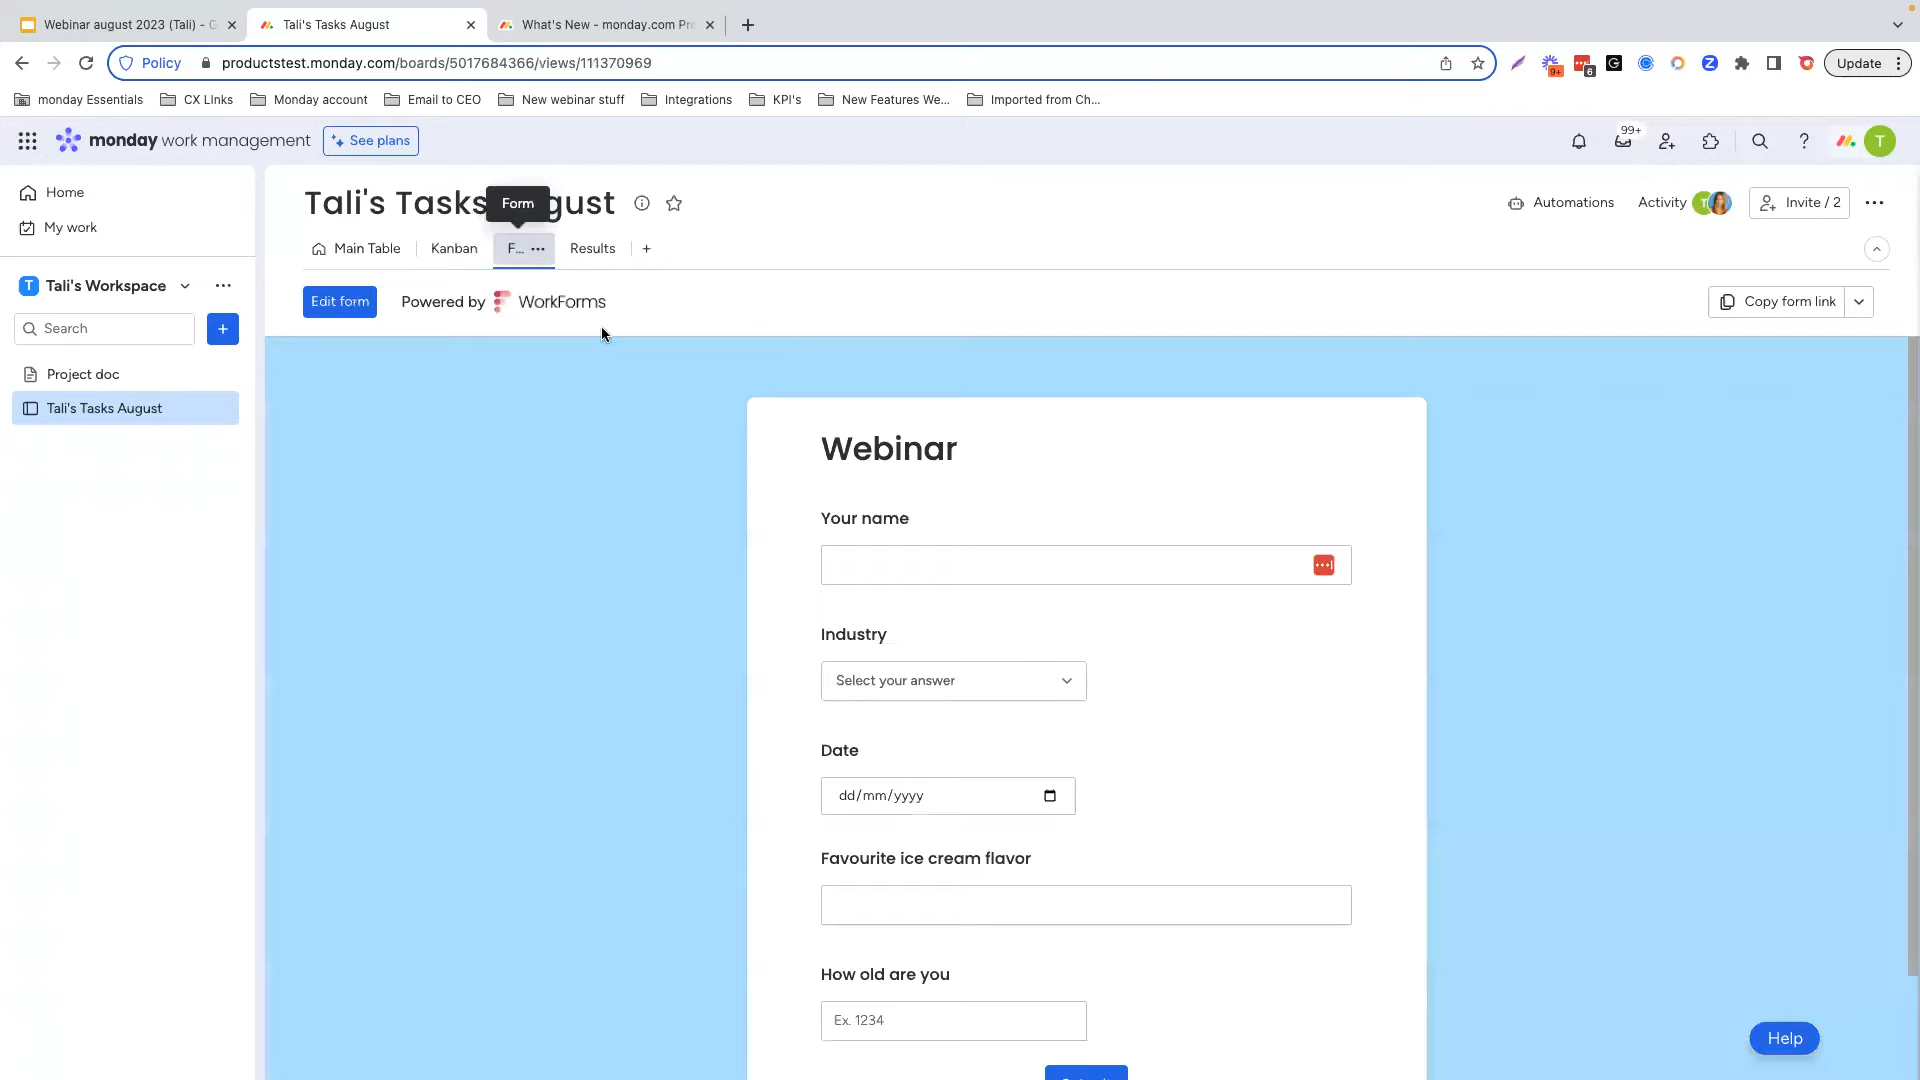 Webinar august 2023 (Tali) - G
Tali's Tasks August
What's New - monday.com Pr
Policy
productstest.monday.com/boards/5017684366/views/111370969
9+
6
Update
monday Essentials
CX LInks
Monday account
Email to CEO
New webinar stuff
Integrations
KPI's
New Features We...
Imported from Ch...
monday work management
See plans
99+
T
Home
My work
T Tali's Workspace
Search
Project doc
Tali's Tasks August
Tali's Tasks gust
Form
Automations
Activity
T
Invite / 2
Main Table
Kanban
F...
Results
Edit form
Powered by WorkForms
Copy form link
Webinar
Your name
Industry
Select your answer
Date
dd/mm/yyyy
Favourite ice cream flavor
How old are you
Ex. 1234
Help